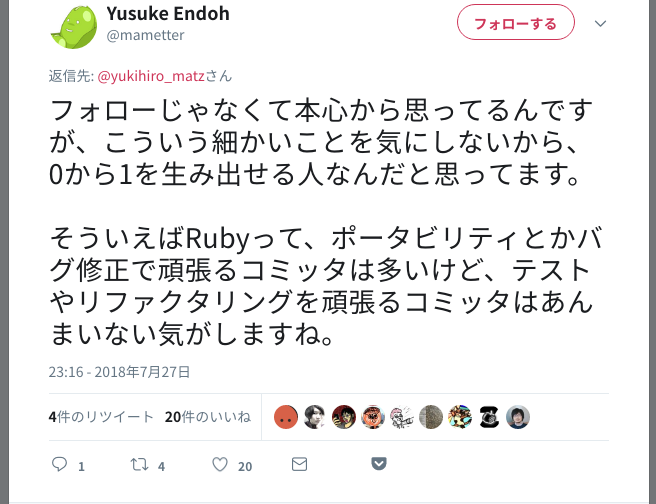 Yusuke Endoh
@mametter
フォローする
返信先: @yukihiro_matzさん
フォローじゃなくて本心から思ってるんです
が、こういう細かいことを気にしないから、
0から1を生み出せる人なんだと思ってます。
そういえばRubyって、ポータビリティとかバ
グ修正で頑張るコミッタは多いけど、テスト
やリファクタリングを頑張るコミッタはあん
まいない気がしますね。
23:16 - 2018年7月27日
4件のリツイート 20件のいいね
1 4 20